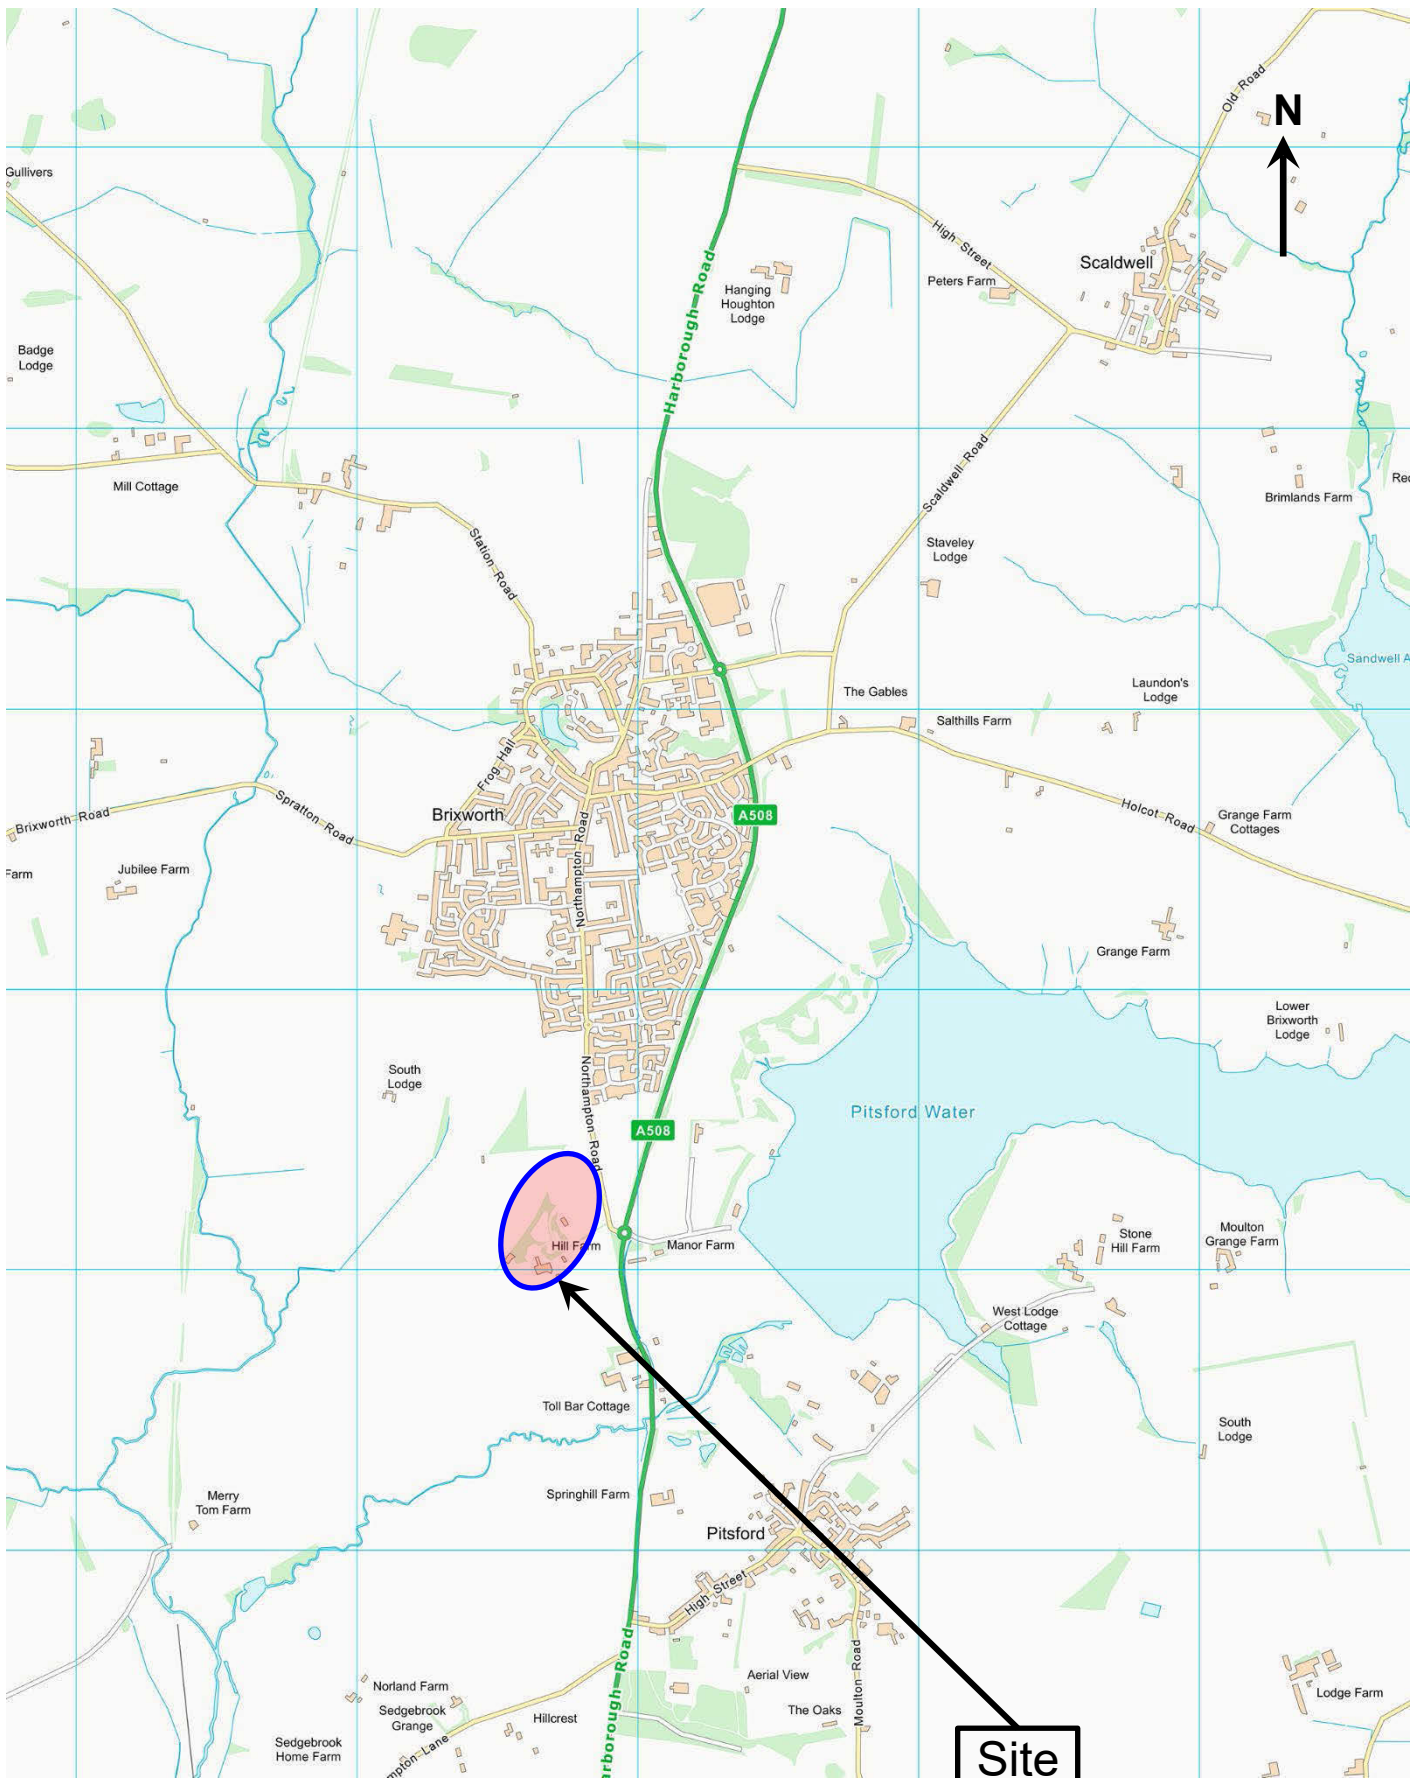 Old Road
N
Gullivers
High Street
Scaldwell
Peters Farm
Hanging
Houghton
Lodge
Harborough Road
Badge
Lodge
Scaldwell Road
Mill Cottage
Brimlands Farm
Station Road
Staveley
Lodge
Laundon's
Lodge
The Gables
Salthills Farm
Frog Hall
Brixworth
A508
Holcot Road
Grange Farm
Cottages
Brixworth Road
Spratton Road
Northampton Road
Farm
Jubilee Farm
Grange Farm
Lower
Brixworth
Lodge
South
Lodge
Northampton Road
Pitsford Water
A508
Hill Farm
Manor Farm
Stone
Hill Farm
Moulton
Grange Farm
West Lodge
Cottage
Toll Bar Cottage
South
Lodge
Merry
Tom Farm
Springhill Farm
Pitsford
High Street
Moulton Road
Aerial View
The Oaks
Norland Farm
Sedgebrook
Grange
Hillcrest
Sedgebrook
Home Farm
mpton Lane
rborough Road
Lodge Farm
Site